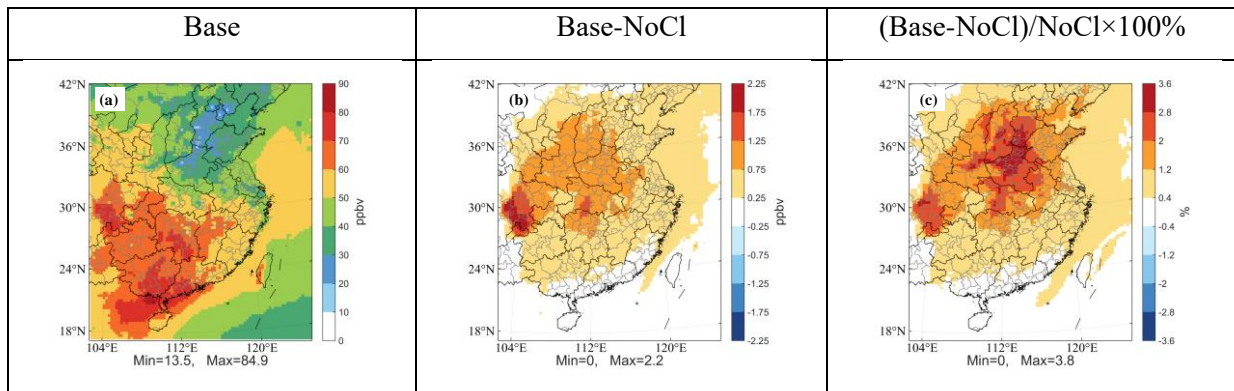 Base
Base-NoCl
(Base-NoCl)/NoCl×100%
(a)
42°N
36°N
30°N
24°N
18°N
104°E 112°E 120°E
Min=13.5, Max=84.9
90
80
70
60
50
40
30
20
10
0
ppbv
(b)
42°N
36°N
30°N
24°N
18°N
104°E 112°E 120°E
Min=0, Max=2.2
2.25
1.75
1.25
0.75
0.25
-0.25
-0.75
-1.25
-1.75
-2.25
ppbv
(c)
42°N
36°N
30°N
24°N
18°N
104°E 112°E 120°E
Min=0, Max=3.8
3.6
2.8
2
1.2
0.4
-0.4
-1.2
-2
-2.8
-3.6
%